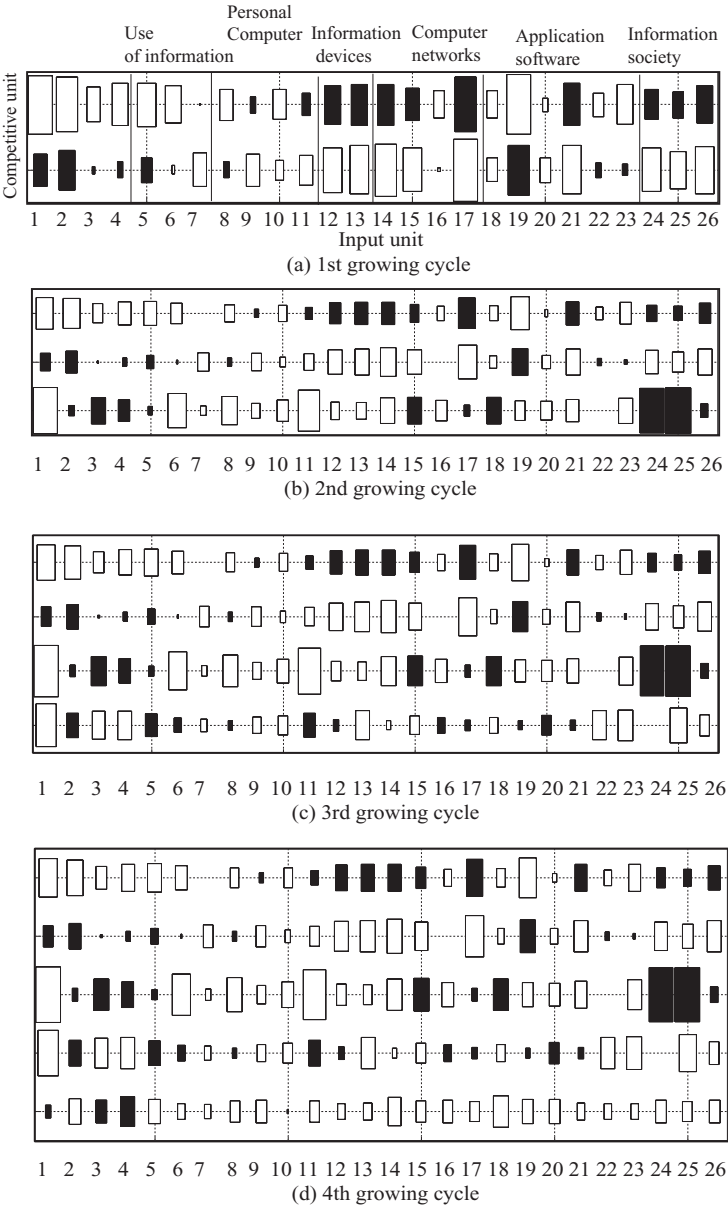 Personal
Use Computer Information Computer Application Information
of information devices networks software society
Competitive unit
1 2 3 4 5 6 7 8 9 10 11 12 13 14 15 16 17 18 19 20 21 22 23 24 25 26
Input unit
(a) 1st growing cycle
1 2 3 4 5 6 7 8 9 10 11 12 13 14 15 16 17 18 19 20 21 22 23 24 25 26
(b) 2nd growing cycle
1 2 3 4 5 6 7 8 9 10 11 12 13 14 15 16 17 18 19 20 21 22 23 24 25 26
(c) 3rd growing cycle
1 2 3 4 5 6 7 8 9 10 11 12 13 14 15 16 17 18 19 20 21 22 23 24 25 26
(d) 4th growing cycle